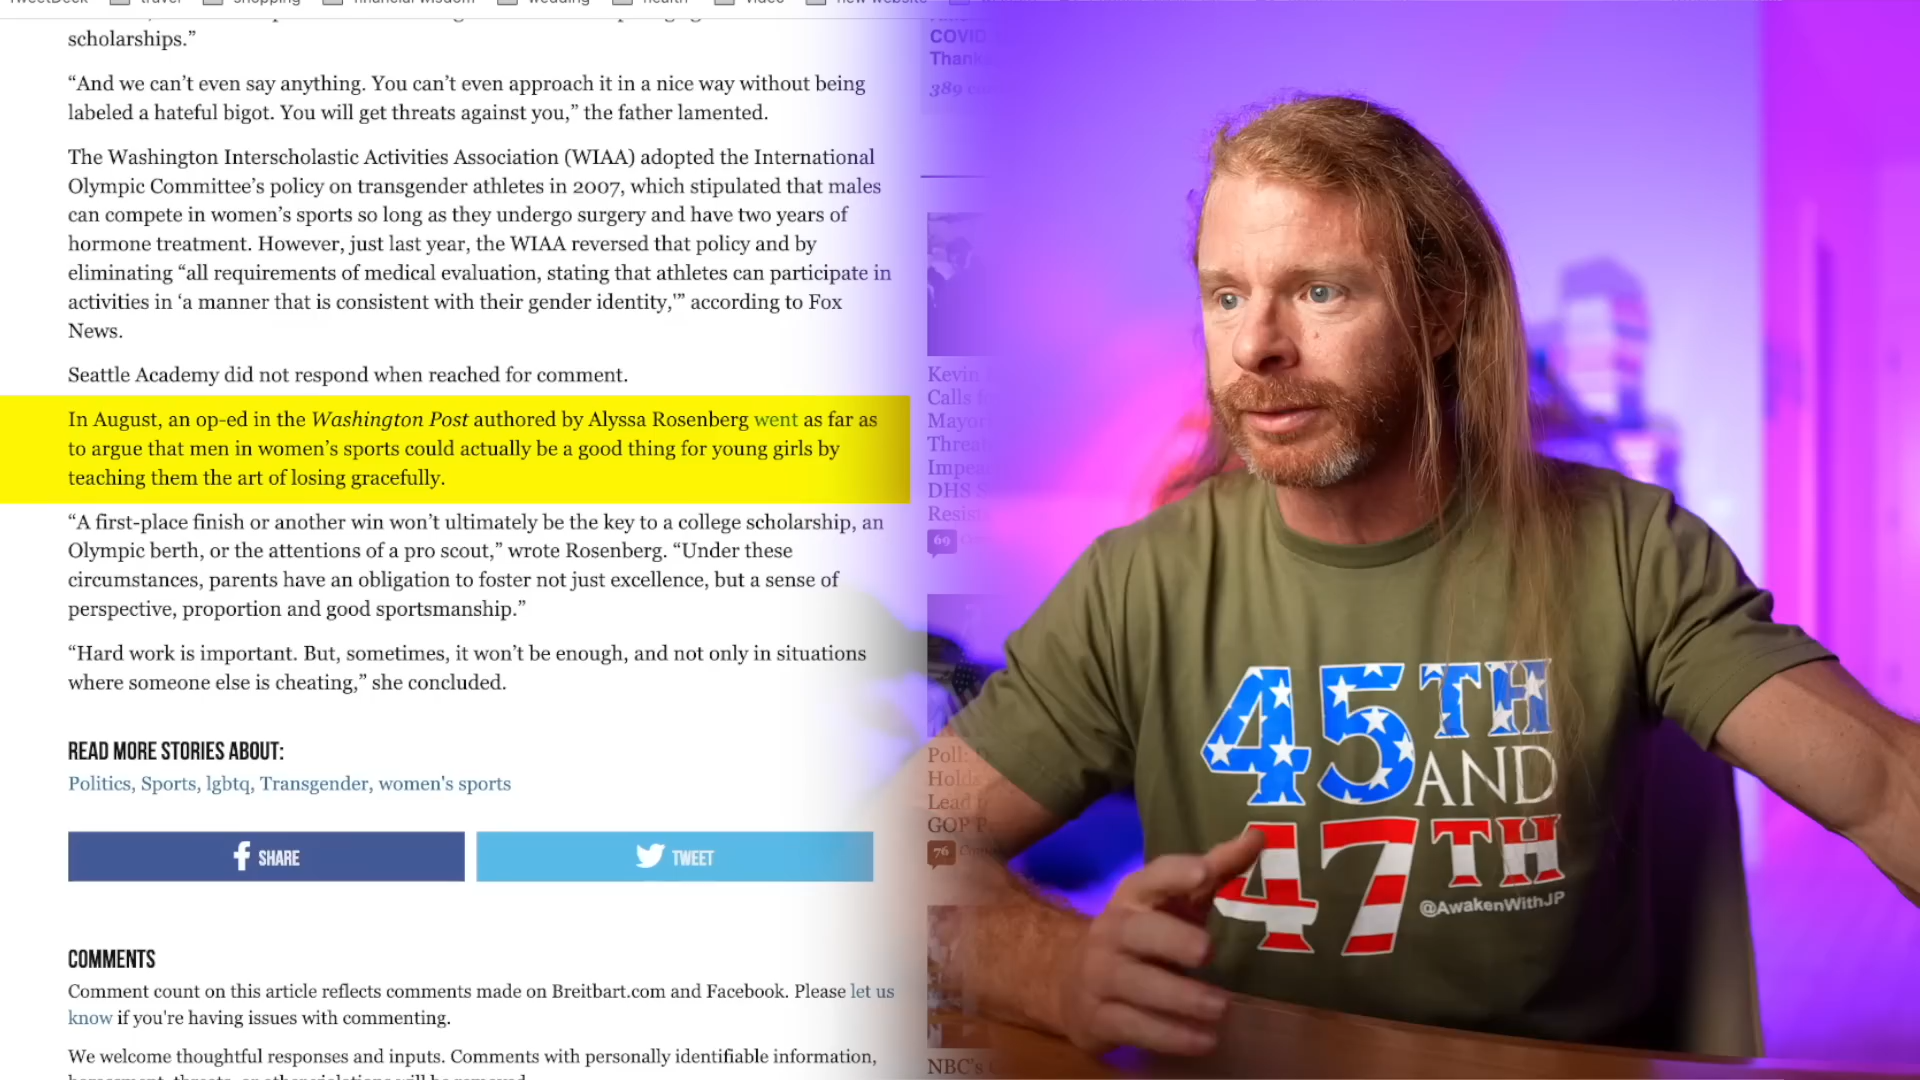 TweetDeck travel shopping financial wisdom wedding health video new website
scholarships.”
“And we can’t even say anything. You can’t even approach it in a nice way without being
labeled a hateful bigot. You will get threats against you,” the father lamented.
The Washington Interscholastic Activities Association (WIAA) adopted the International
Olympic Committee’s policy on transgender athletes in 2007, which stipulated that males
can compete in women’s sports so long as they undergo surgery and have two years of
hormone treatment. However, just last year, the WIAA reversed that policy and by
eliminating “all requirements of medical evaluation, stating that athletes can participate in
activities in ‘a manner that is consistent with their gender identity,'” according to Fox
News.
Seattle Academy did not respond when reached for comment.
In August, an op-ed in the Washington Post authored by Alyssa Rosenberg went as far as
to argue that men in women’s sports could actually be a good thing for young girls by
teaching them the art of losing gracefully.
“A first-place finish or another win won’t ultimately be the key to a college scholarship, an
Olympic berth, or the attentions of a pro scout,” wrote Rosenberg. “Under these
circumstances, parents have an obligation to foster not just excellence, but a sense of
perspective, proportion and good sportsmanship.”
“Hard work is important. But, sometimes, it won’t be enough, and not only in situations
where someone else is cheating,” she concluded.
READ MORE STORIES ABOUT:
Politics, Sports, lgbtq, Transgender, women's sports
SHARE
TWEET
COMMENTS
Comment count on this article reflects comments made on Breitbart.com and Facebook. Please let us
know if you're having issues with commenting.
We welcome thoughtful responses and inputs. Comments with personally identifiable information,
COVID
389
Kevin
Calls
Mayor
DHS
69
Poll:
Lead
GOP
76
NBC’s
45TH
AND
47TH
@AwakenWithJP